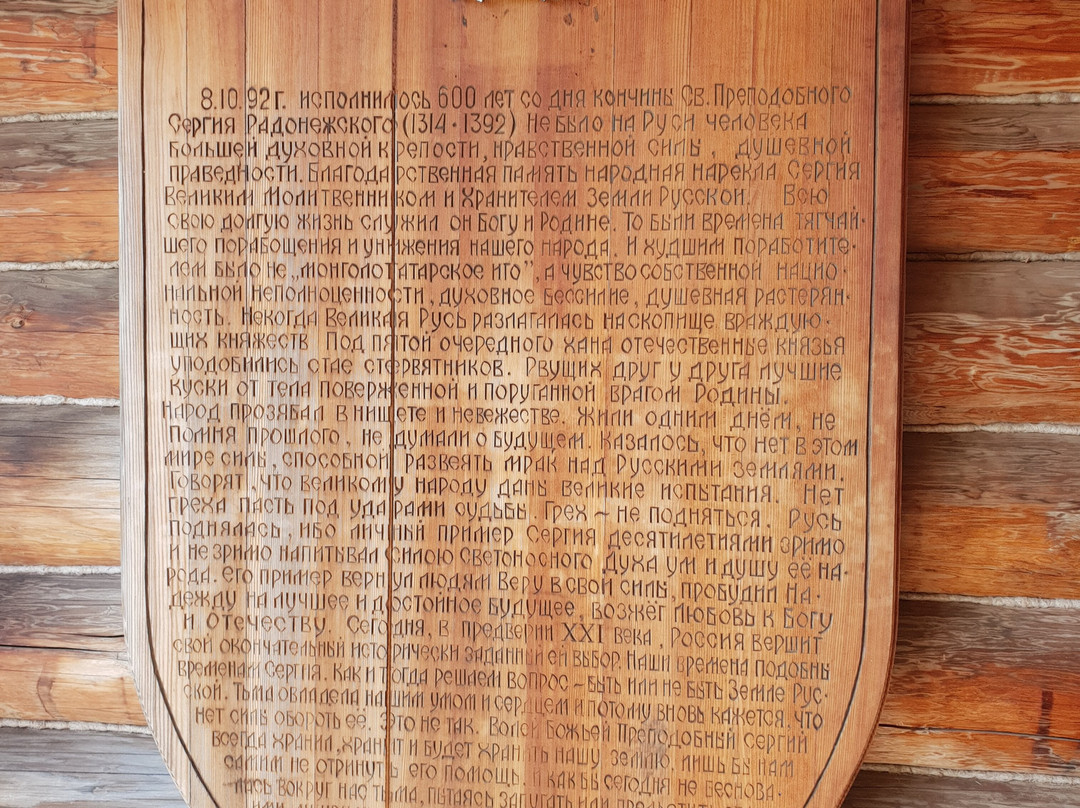 8.10.92 г. исполнилось 600 лет со дня кончины Св. Преподобного
Сергия Радонежского (1314 · 1392) Не было на Руси человека
большей духовной крепости, нравственной силы, душевной
праведности. Благодарственная память народная нарекла Сергия
Великим Молитвенником и Хранителем Земли Русской. Всю
свою долгую жизнь служил он Богу и Родине. То были времена тягчай-
шего порабощения и унижения нашего народа. И худшим поработите-
лем было не „монголотатарское иго", а чувство собственной нацио-
нальной неполноценности, духовное бессилие, душевная растерян-
ность. Некогда Великая Русь разлагалась на скопище враждую-
щих княжеств Под пятой очередного хана отечественные князья
уподобились стае стервятников. Рвущих друг у друга лучшие
куски от тела поверженной и поруганной врагом Родины.
Народ прозябал в нищете и невежестве. Жили одним днём, не
помня прошлого, не думали о будущем. Казалось, что нет в этом
мире силы, способной развеять мрак над Русскими землями.
Говорят, что великому народу даны великие испытания. Нет
греха пасть под ударами судьбы. Грех ~ не подняться. Русь
поднялась, ибо личный пример Сергия десятилетиями зримо
и не зримо напитывал силою светоносного Духа ум и душу её на-
рода. Его пример вернул людям Веру в свои силы, пробудил На-
дежду на лучшее и достойное будущее, возжёг Любовь к Богу
и Отечеству. Сегодня, в предверии XXI века, Россия вершит
свой окончательный исторически заданный ей выбор. Наши времена подобны
временам Сергия. Как и тогда решаем вопрос ~ быть или не быть Земле Рус-
ской. Тьма овладела нашим умом и сердцем и потому вновь кажется, что
нет силы обороть её. Это не так. Волей Божьей Преподобный Сергий
всегда хранил, хранит и будет хранить нашу землю, лишь бы нам
самим не отринуть его помощь. И как бы сегодня не беснова-
лась вокруг нас тьма, пытаясь запугать или прельстить